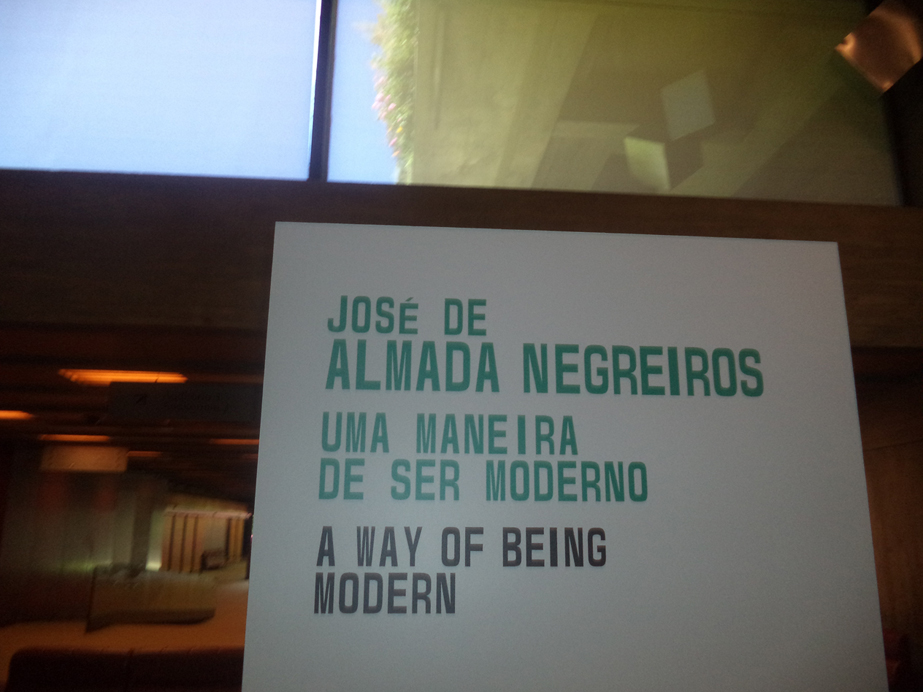 JOSÉ DE
ALMADA NEGREIROS
UMA MANEIRA
DE SER MODERNO
A WAY OF BEING
MODERN